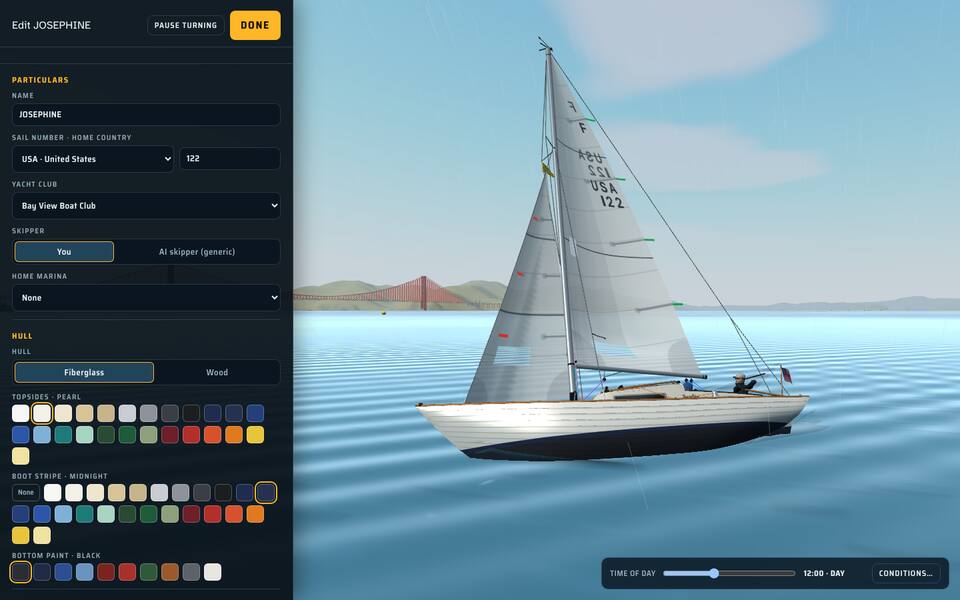 Edit JOSEPHINE
PAUSE TURNING
DONE
PARTICULARS
NAME
JOSEPHINE
SAIL NUMBER · HOME COUNTRY
USA · United States
122
YACHT CLUB
Bay View Boat Club
SKIPPER
You
AI skipper (generic)
HOME MARINA
None
HULL
HULL
Fiberglass
Wood
TOPSIDES · PEARL
BOOT STRIPE · MIDNIGHT
None
BOTTOM PAINT · BLACK
F
F
USA
122
USA
122
TIME OF DAY
12:00 · DAY
CONDITIONS...